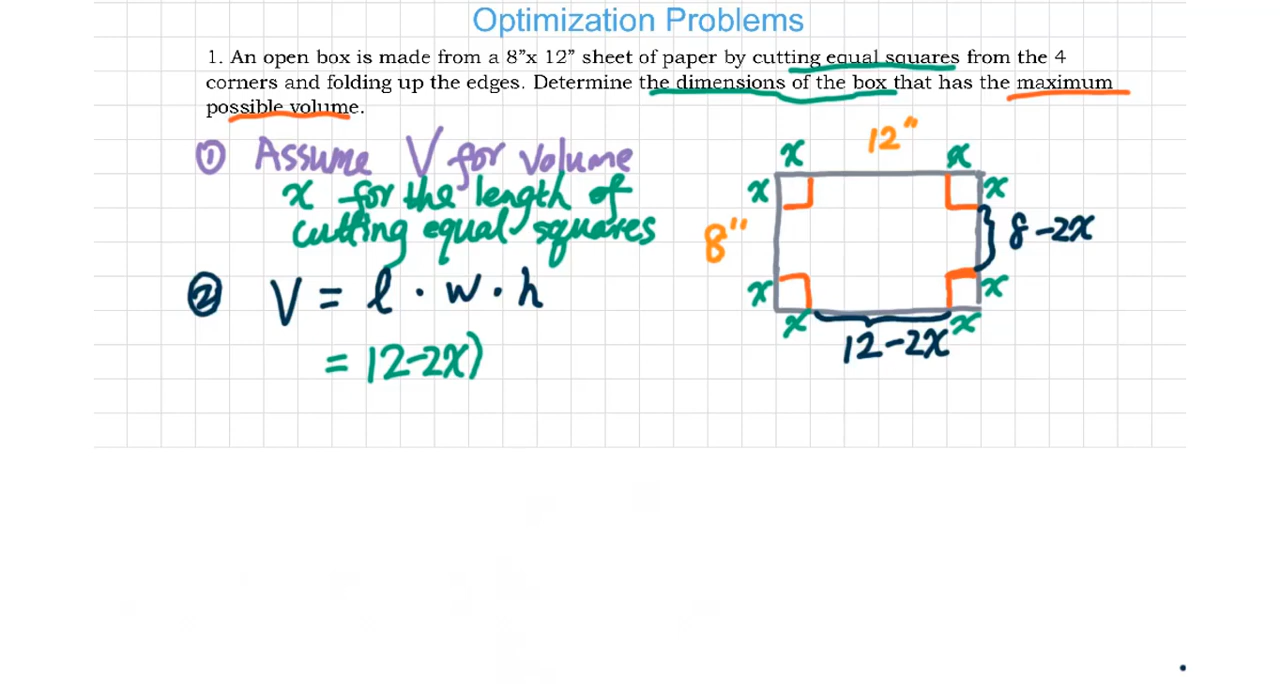 Optimization Problems
1. An open box is made from a 8”x 12” sheet of paper by cutting equal squares from the 4
corners and folding up the edges. Determine the dimensions of the box that has the maximum
possible volume.
① Assume V for volume
x for the length of
cutting equal squares
② V = l · w · h
= 12-2x)
12"
x x
x x
8" 8-2x
x x
x x
12-2x